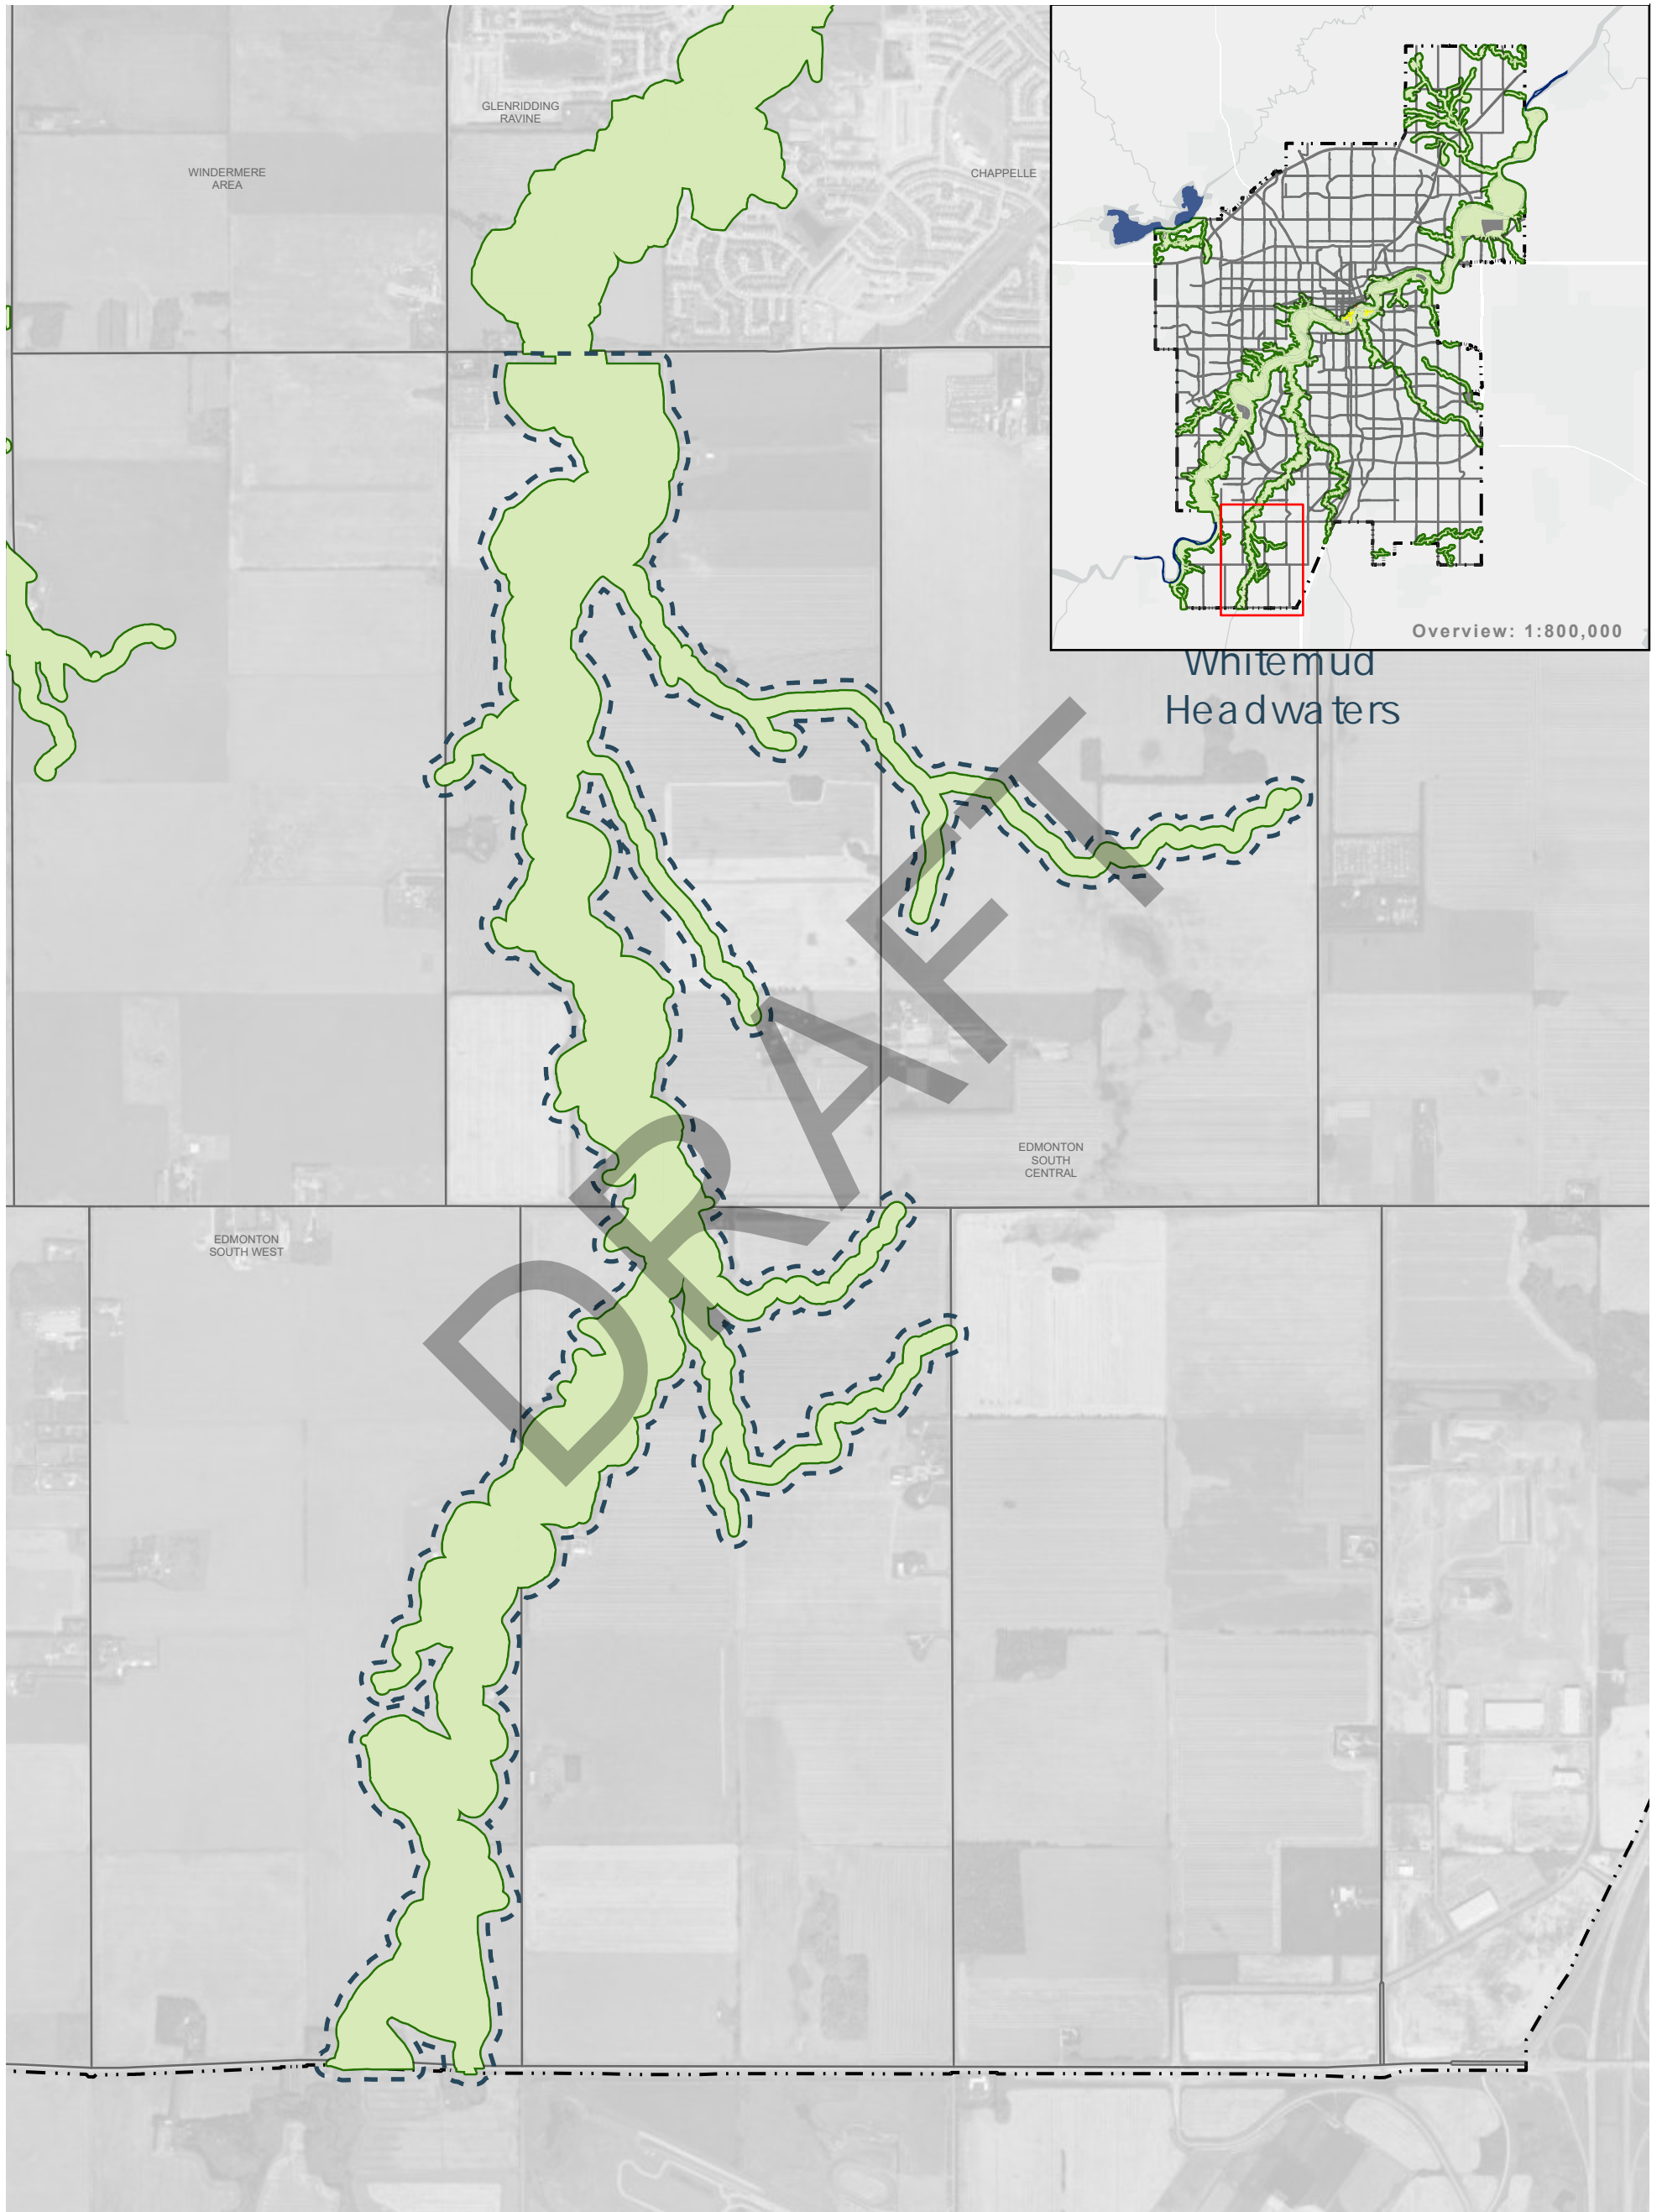 GLENRIDDING
RAVINE
WINDERMERE
AREA
CHAPPELLE
Overview: 1:800,000
Whitemud
Headwaters
DRAFT
EDMONTON
SOUTH
CENTRAL
EDMONTON
SOUTH WEST